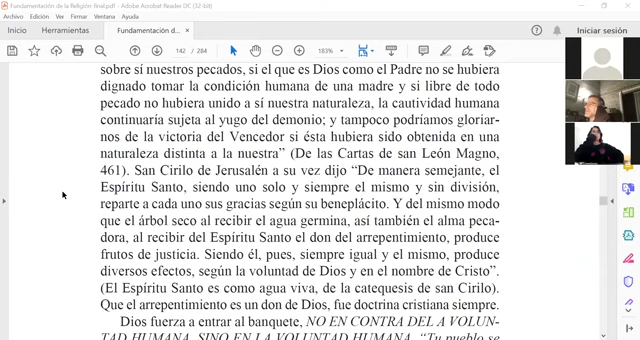 Fundamentación de la Religión final.pdf - Adobe Acrobat Reader DC (32-bit)
Archivo Edición Ver Firmar Ventana Ayuda
Inicio Herramientas Fundamentación d... × Iniciar sesión
142 / 284 183%
sobre sí nuestros pecados, si el que es Dios como el Padre no se hubiera
dignado tomar la condición humana de una madre y si libre de todo
pecado no hubiera unido a sí nuestra naturaleza, la cautividad humana
continuaría sujeta al yugo del demonio; y tampoco podríamos gloriar-
nos de la victoria del Vencedor si ésta hubiera sido obtenida en una
naturaleza distinta a la nuestra” (De las Cartas de san León Magno,
461). San Cirilo de Jerusalén a su vez dijo “De manera semejante, el
Espíritu Santo, siendo uno solo y siempre el mismo y sin división,
reparte a cada uno sus gracias según su beneplácito. Y del mismo modo
que el árbol seco al recibir el agua germina, así también el alma peca-
dora, al recibir del Espíritu Santo el don del arrepentimiento, produce
frutos de justicia. Siendo él, pues, siempre igual y el mismo, produce
diversos efectos, según la voluntad de Dios y en el nombre de Cristo”.
(El Espíritu Santo es como agua viva, de la catequesis de san Cirilo).
Que el arrepentimiento es un don de Dios, fue doctrina cristiana siempre.
Dios fuerza a entrar al banquete, NO EN CONTRA DEL A VOLUN-
TAD HUMANA, SINO EN LA VOLUNTAD HUMANA. “Tu pueblo se